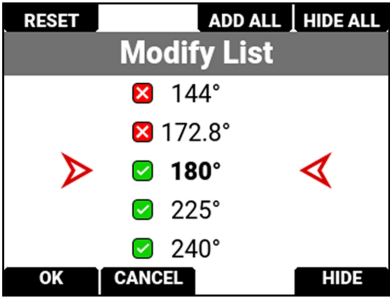 RESET ADD ALL HIDE ALL
Modify List
144°
172.8°
180°
225°
240°
OK CANCEL HIDE